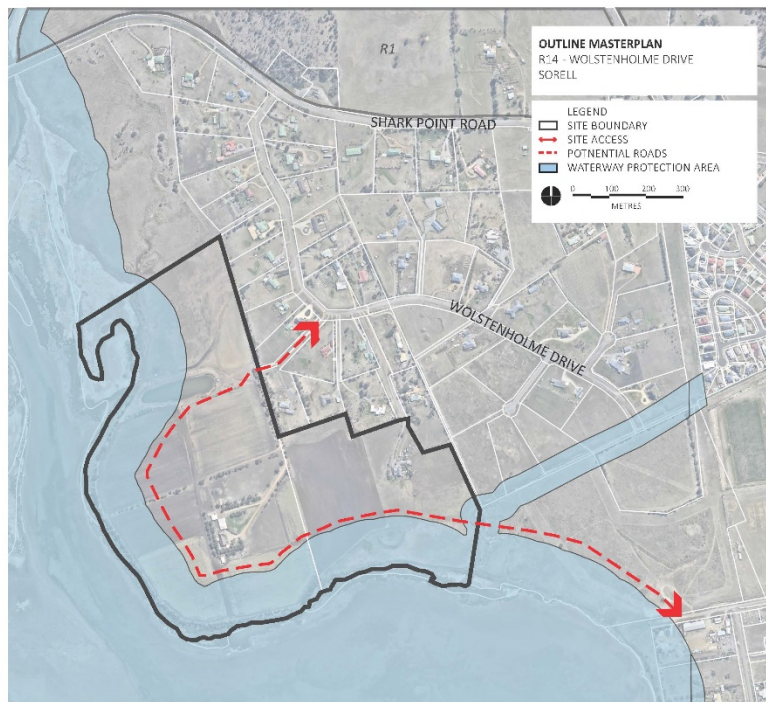 R1
OUTLINE MASTERPLAN
R14 - WOLSTENHOLME DRIVE
SORELL
LEGEND
SITE BOUNDARY
SITE ACCESS
POTNENTIAL ROADS
WATERWAY PROTECTION AREA
0 100 200 300
METRES
SHARK POINT ROAD
WOLSTENHOLME DRIVE